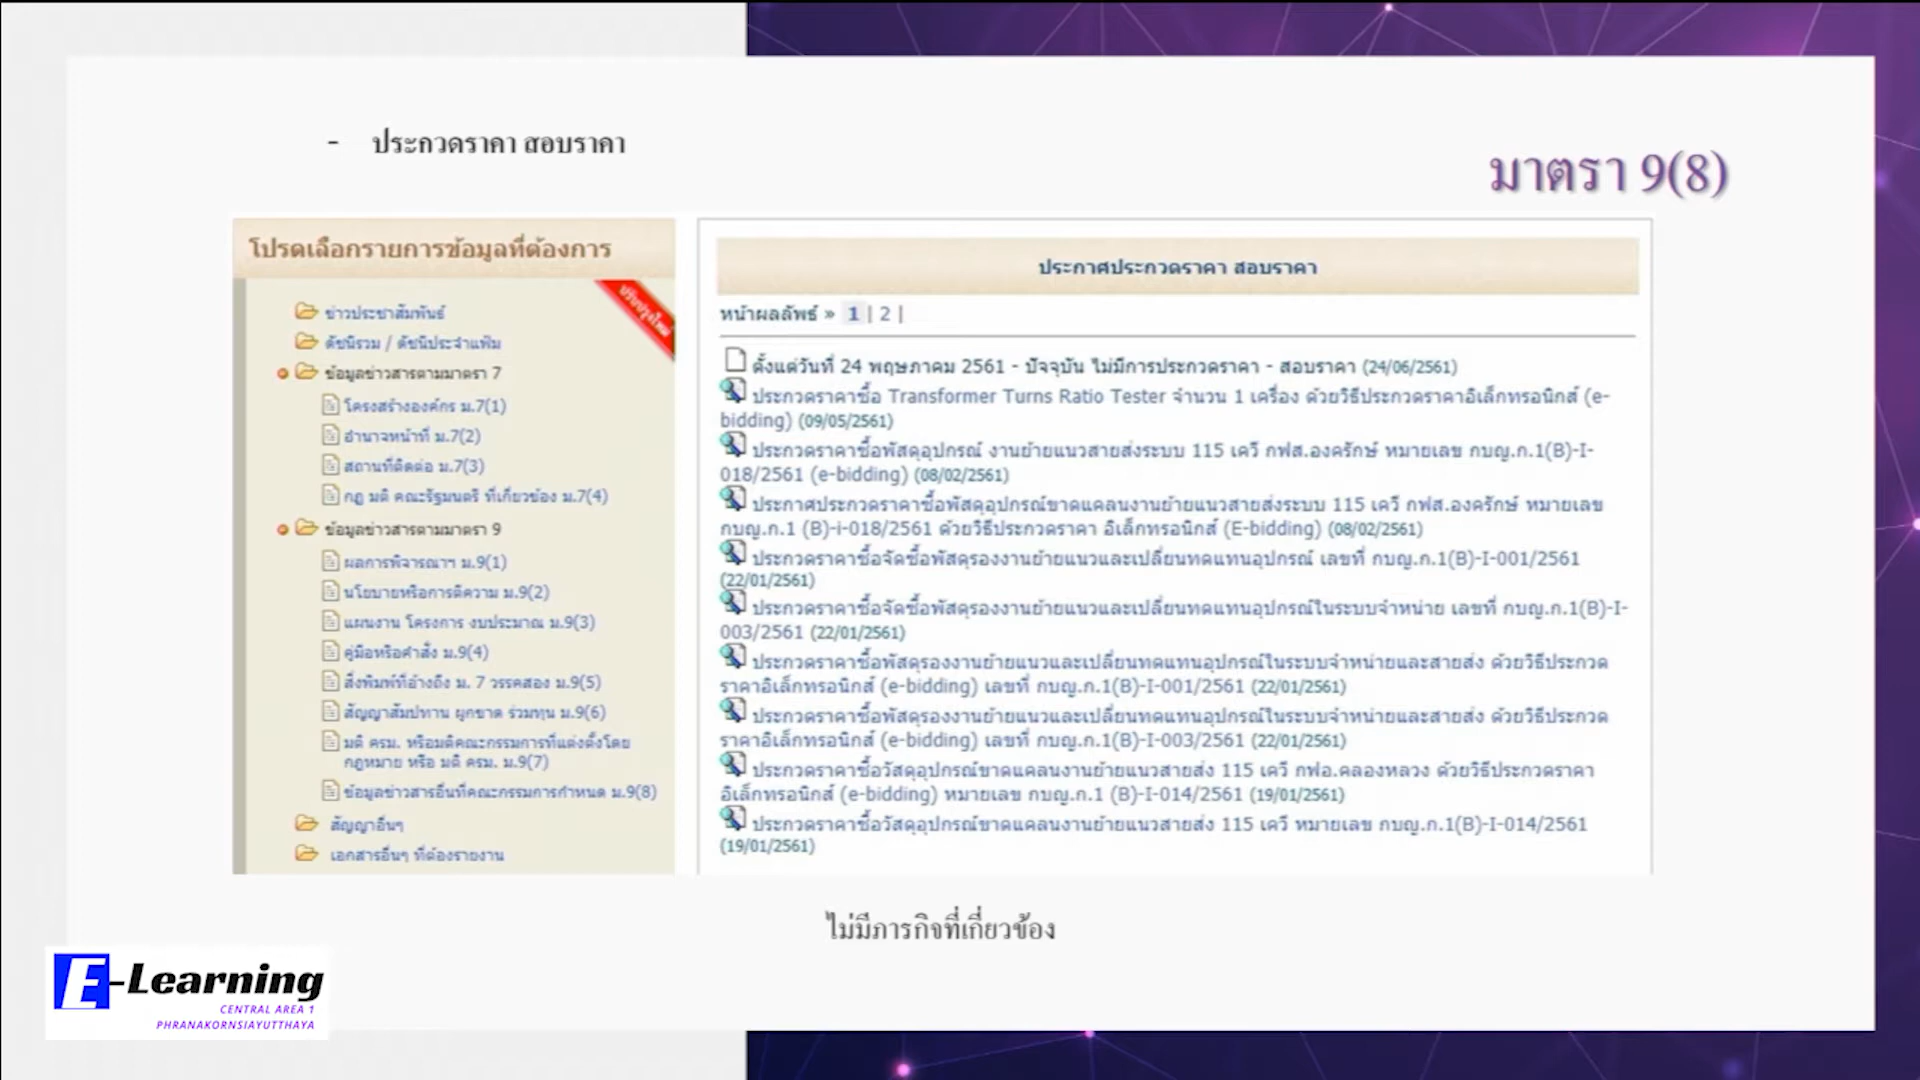 - ประกวดราคา สอบราคา
มาตรา 9(8)
โปรดเลือกรายการข้อมูลที่ต้องการ
ปรับปรุงใหม่
ข่าวประชาสัมพันธ์
ดัชนีรวม / ดัชนีประจำแฟ้ม
ข้อมูลข่าวสารตามมาตรา 7
โครงสร้างองค์กร ม.7(1)
อำนาจหน้าที่ ม.7(2)
สถานที่ติดต่อ ม.7(3)
กฎ มติ คณะรัฐมนตรี ที่เกี่ยวข้อง ม.7(4)
ข้อมูลข่าวสารตามมาตรา 9
ผลการพิจารณาฯ ม.9(1)
นโยบายหรือการตีความ ม.9(2)
แผนงาน โครงการ งบประมาณ ม.9(3)
คู่มือหรือคำสั่ง ม.9(4)
สิ่งพิมพ์ที่อ้างถึง ม. 7 วรรคสอง ม.9(5)
สัญญาสัมปทาน ผูกขาด ร่วมทุน ม.9(6)
มติ ครม. หรือมติคณะกรรมการที่แต่งตั้งโดย
กฎหมาย หรือ มติ ครม. ม.9(7)
ข้อมูลข่าวสารอื่นที่คณะกรรมการกำหนด ม.9(8)
สัญญาอื่นๆ
เอกสารอื่นๆ ที่ต้องรายงาน
ประกาศประกวดราคา สอบราคา
หน้าผลลัพธ์ » 1 | 2 |
ตั้งแต่วันที่ 24 พฤษภาคม 2561 - ปัจจุบัน ไม่มีการประกวดราคา - สอบราคา (24/06/2561)
ประกวดราคาซื้อ Transformer Turns Ratio Tester จำนวน 1 เครื่อง ด้วยวิธีประกวดราคาอิเล็กทรอนิกส์ (e-
bidding) (09/05/2561)
ประกวดราคาซื้อพัสดุอุปกรณ์ งานย้ายแนวสายส่งระบบ 115 เควี กฟส.องครักษ์ หมายเลข กบญ.ก.1(B)-I-
018/2561 (e-bidding) (08/02/2561)
ประกาศประกวดราคาซื้อพัสดุอุปกรณ์ขาดแคลนงานย้ายแนวสายส่งระบบ 115 เควี กฟส.องครักษ์ หมายเลข
กบญ.ก.1 (B)-i-018/2561 ด้วยวิธีประกวดราคา อิเล็กทรอนิกส์ (E-bidding) (08/02/2561)
ประกวดราคาซื้อจัดซื้อพัสดุรองงานย้ายแนวและเปลี่ยนทดแทนอุปกรณ์ เลขที่ กบญ.ก.1(B)-I-001/2561
(22/01/2561)
ประกวดราคาซื้อจัดซื้อพัสดุรองงานย้ายแนวและเปลี่ยนทดแทนอุปกรณ์ในระบบจำหน่าย เลขที่ กบญ.ก.1(B)-I-
003/2561 (22/01/2561)
ประกวดราคาซื้อพัสดุรองงานย้ายแนวและเปลี่ยนทดแทนอุปกรณ์ในระบบจำหน่ายและสายส่ง ด้วยวิธีประกวด
ราคาอิเล็กทรอนิกส์ (e-bidding) เลขที่ กบญ.ก.1(B)-I-001/2561 (22/01/2561)
ประกวดราคาซื้อพัสดุรองงานย้ายแนวและเปลี่ยนทดแทนอุปกรณ์ในระบบจำหน่ายและสายส่ง ด้วยวิธีประกวด
ราคาอิเล็กทรอนิกส์ (e-bidding) เลขที่ กบญ.ก.1(B)-I-003/2561 (22/01/2561)
ประกวดราคาซื้อวัสดุอุปกรณ์ขาดแคลนงานย้ายแนวสายส่ง 115 เควี กฟอ.คลองหลวง ด้วยวิธีประกวดราคา
อิเล็กทรอนิกส์ (e-bidding) หมายเลข กบญ.ก.1 (B)-I-014/2561 (19/01/2561)
ประกวดราคาซื้อวัสดุอุปกรณ์ขาดแคลนงานย้ายแนวสายส่ง 115 เควี หมายเลข กบญ.ก.1(B)-I-014/2561
(19/01/2561)
ไม่มีภารกิจที่เกี่ยวข้อง
E-Learning
CENTRAL AREA 1
PHRANAKORNSIAYUTTHAYA